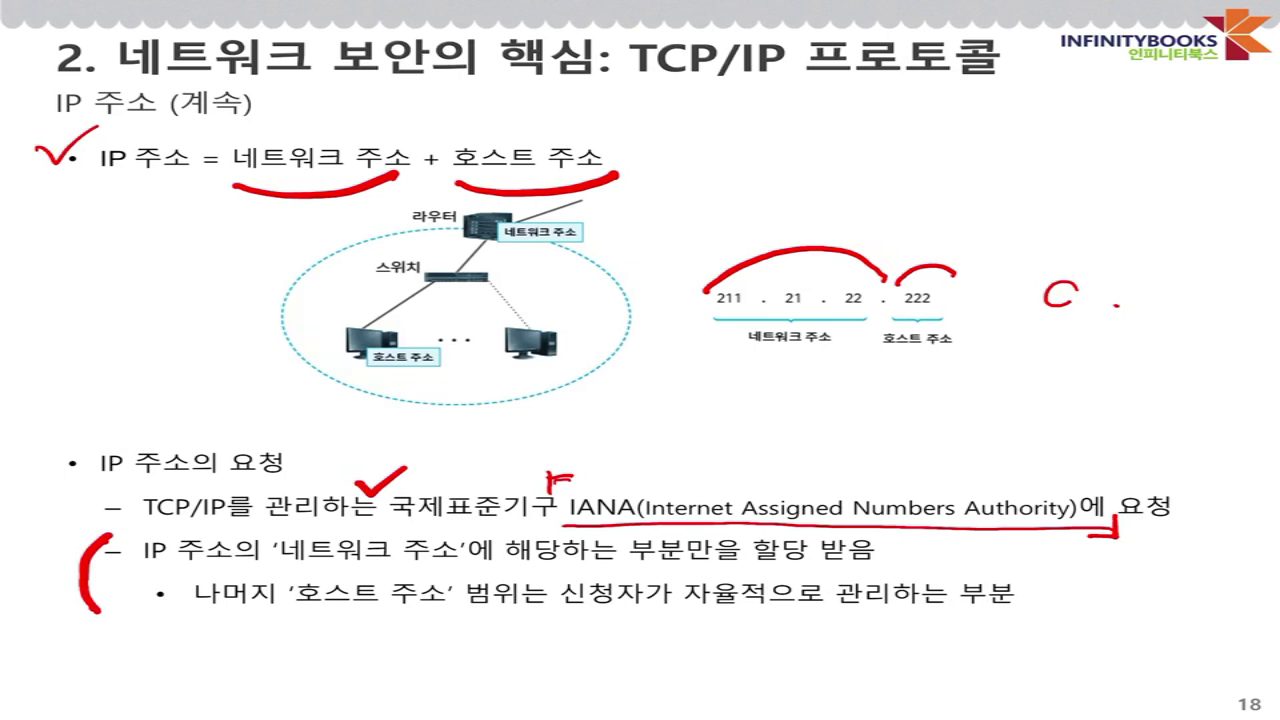 INFINITYBOOKS
인피니티북스
2. 네트워크 보안의 핵심: TCP/IP 프로토콜
IP 주소 (계속)
• IP 주소 = 네트워크 주소 + 호스트 주소
라우터
네트워크 주소
스위치
호스트 주소
211 . 21 . 22 . 222
네트워크 주소 호스트 주소
C .
• IP 주소의 요청
– TCP/IP를 관리하는 국제표준기구 IANA(Internet Assigned Numbers Authority)에 요청
– IP 주소의 '네트워크 주소'에 해당하는 부분만을 할당 받음
• 나머지 '호스트 주소' 범위는 신청자가 자율적으로 관리하는 부분
18